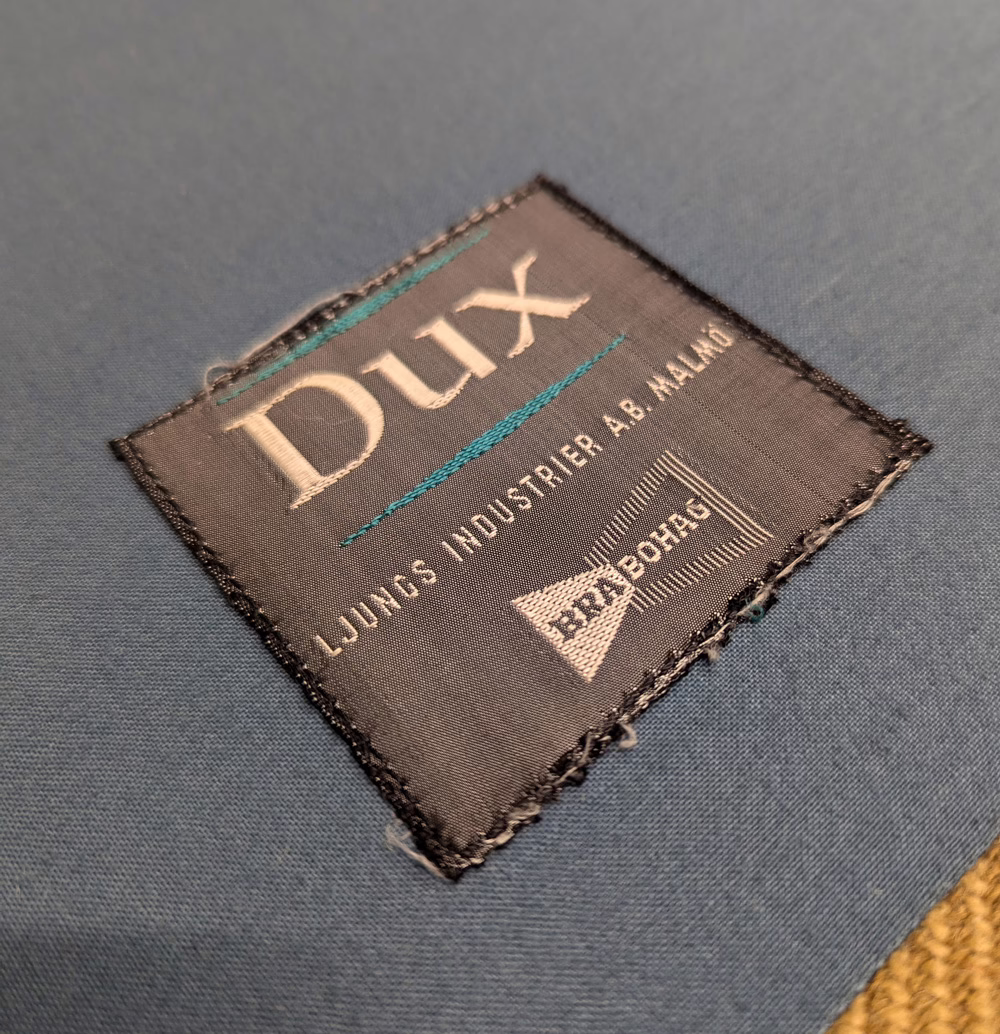 Dux
LJUNGS INDUSTRIER A.B. MALMÖ
BRA BOHAG